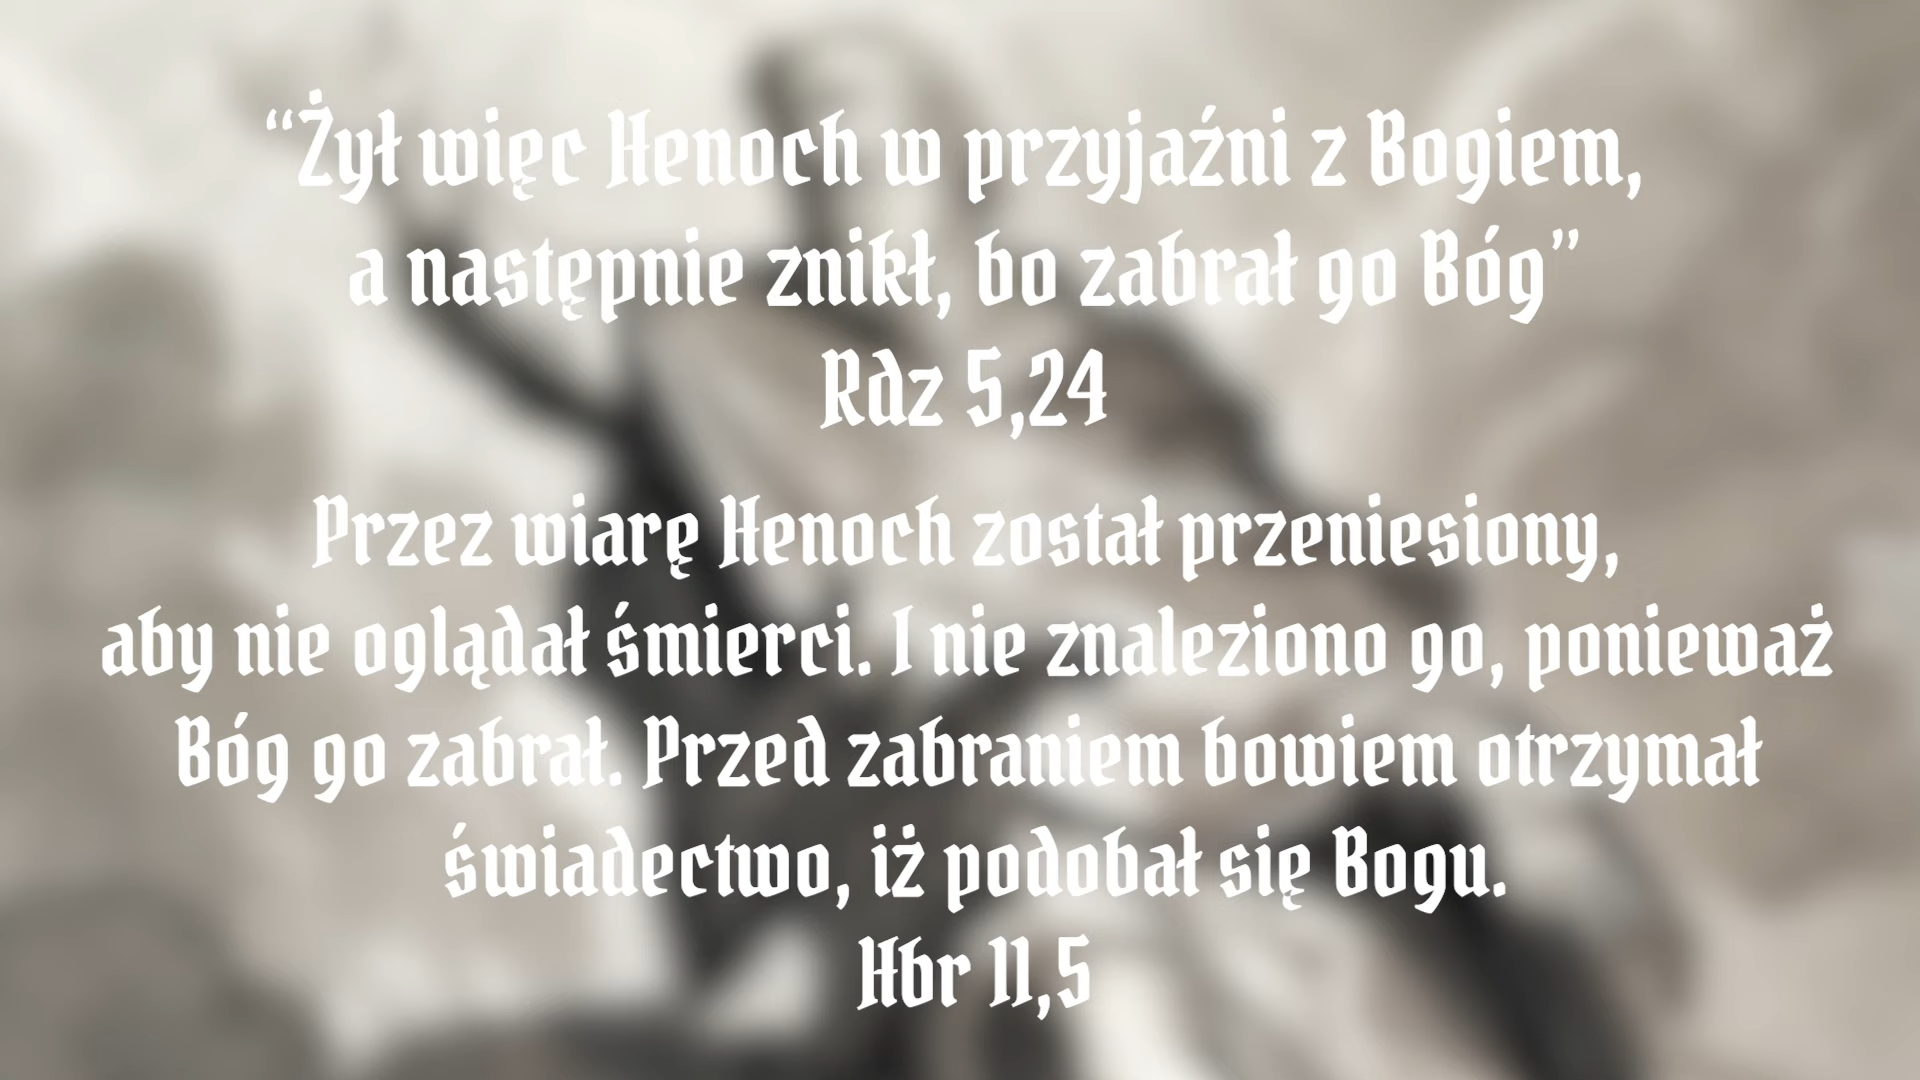 “Żył więc Henoch w przyjaźni z Bogiem,
a następnie znikł, bo zabrał go Bóg”
Rdz 5,24
Przez wiarę Henoch został przeniesiony,
aby nie oglądał śmierci. I nie znaleziono go, ponieważ
Bóg go zabrał. Przed zabraniem bowiem otrzymał
świadectwo, iż podobał się Bogu.
Hbr 11,5